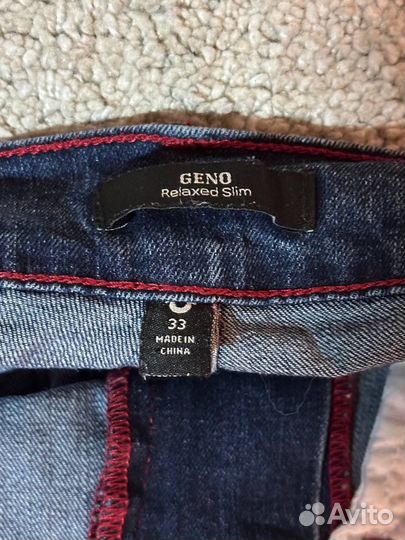 GENO
Relaxed Slim
33
MADE IN
CHINA
Avito